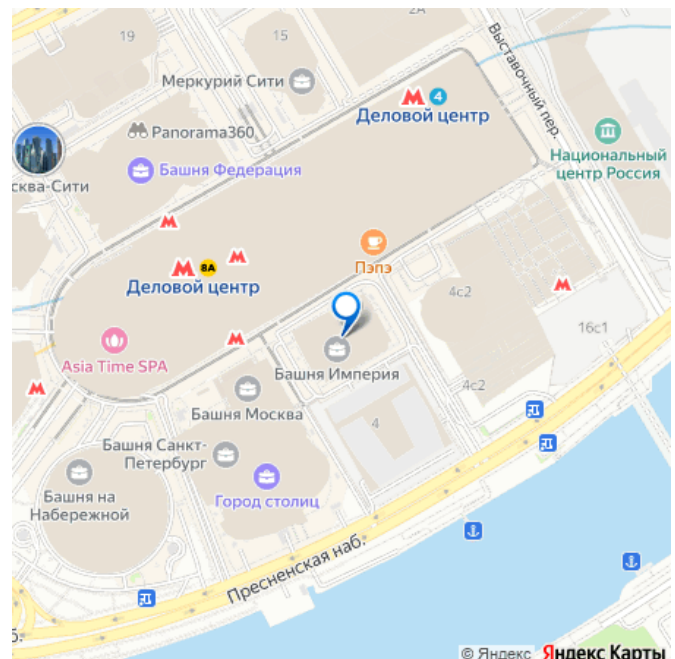 2А
19
15
Выставочный пер.
Меркурий Сити
М 4
Деловой центр
Panorama360
Национальный
центр Россия
Башня Федерация
сква-Сити
М
М 8А М
Деловой центр
Пэпэ
4с2
М
16с1
М
Asia Time SPA
Башня Империя
М
4с2
Башня Москва
4
Башня Санкт-
Петербург
Башня на
Набережной
Город столиц
Пресненская наб.
б.
© Яндекс Яндекс Карты